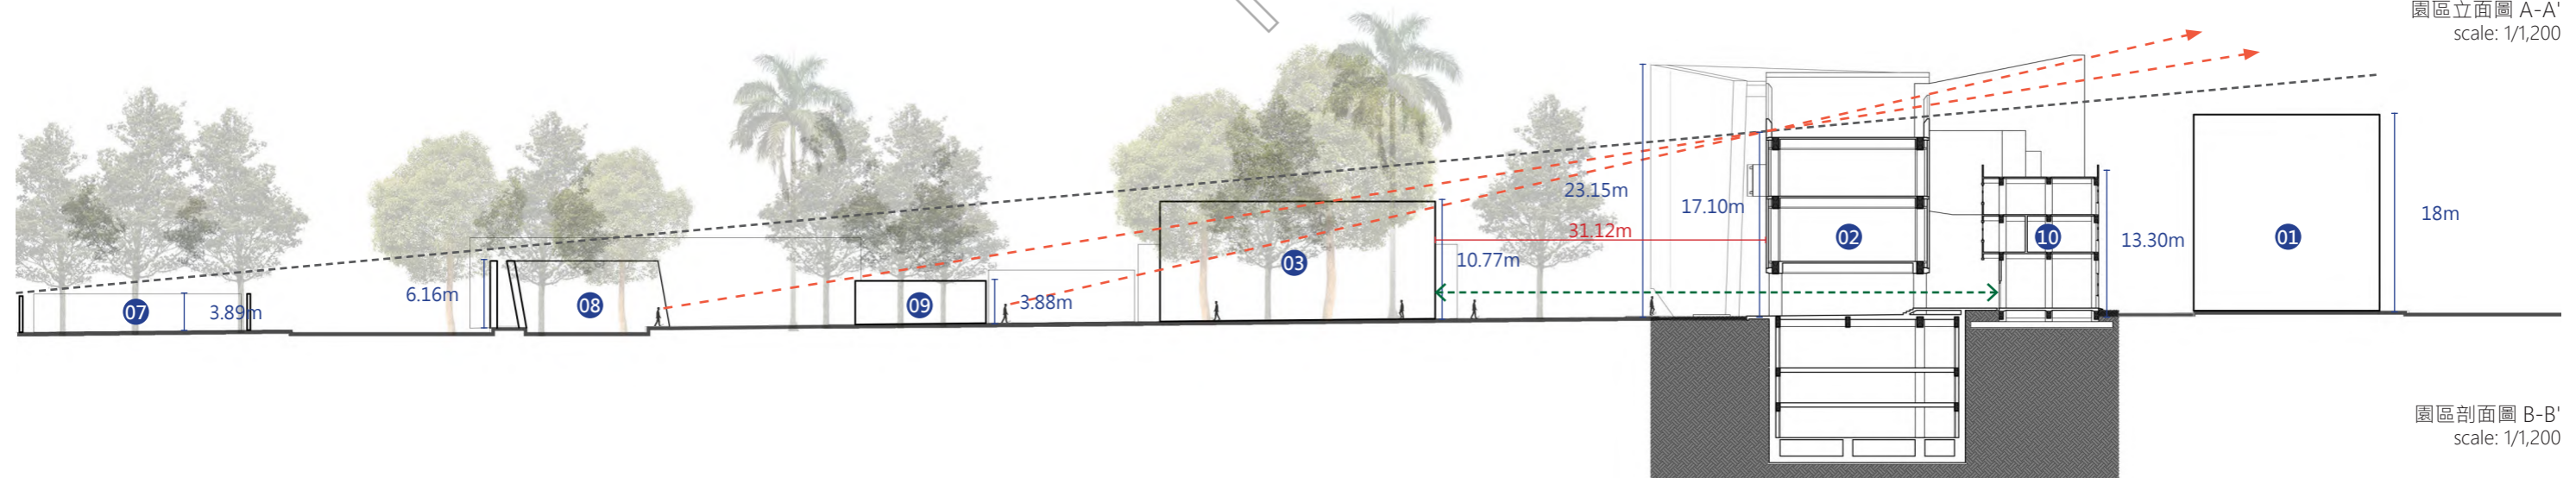 園區立面圖 A-A'
scale: 1/1,200
23.15m
17.10m
18m
02
10
01
31.12m
13.30m
03
10.77m
6.16m
08
09
3.88m
07
3.89m
園區剖面圖 B-B'
scale: 1/1,200